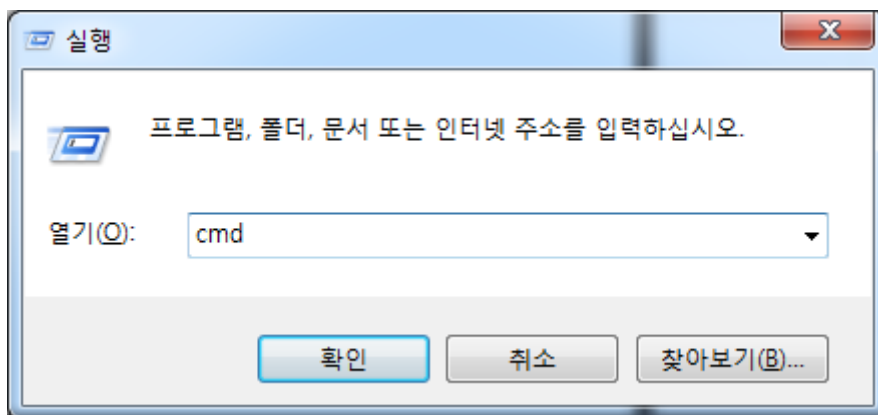 실행
프로그램, 폴더, 문서 또는 인터넷 주소를 입력하십시오.
열기(O): cmd
확인 취소 찾아보기(B)...